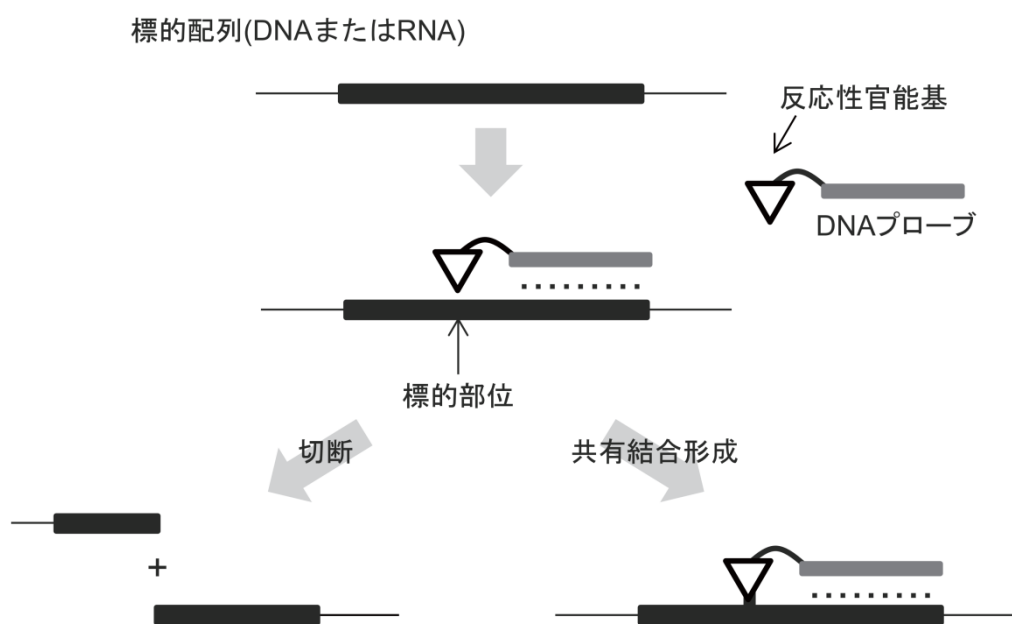 標的配列(DNAまたはRNA)
反応性官能基
DNAプローブ
標的部位
切断
共有結合形成
+